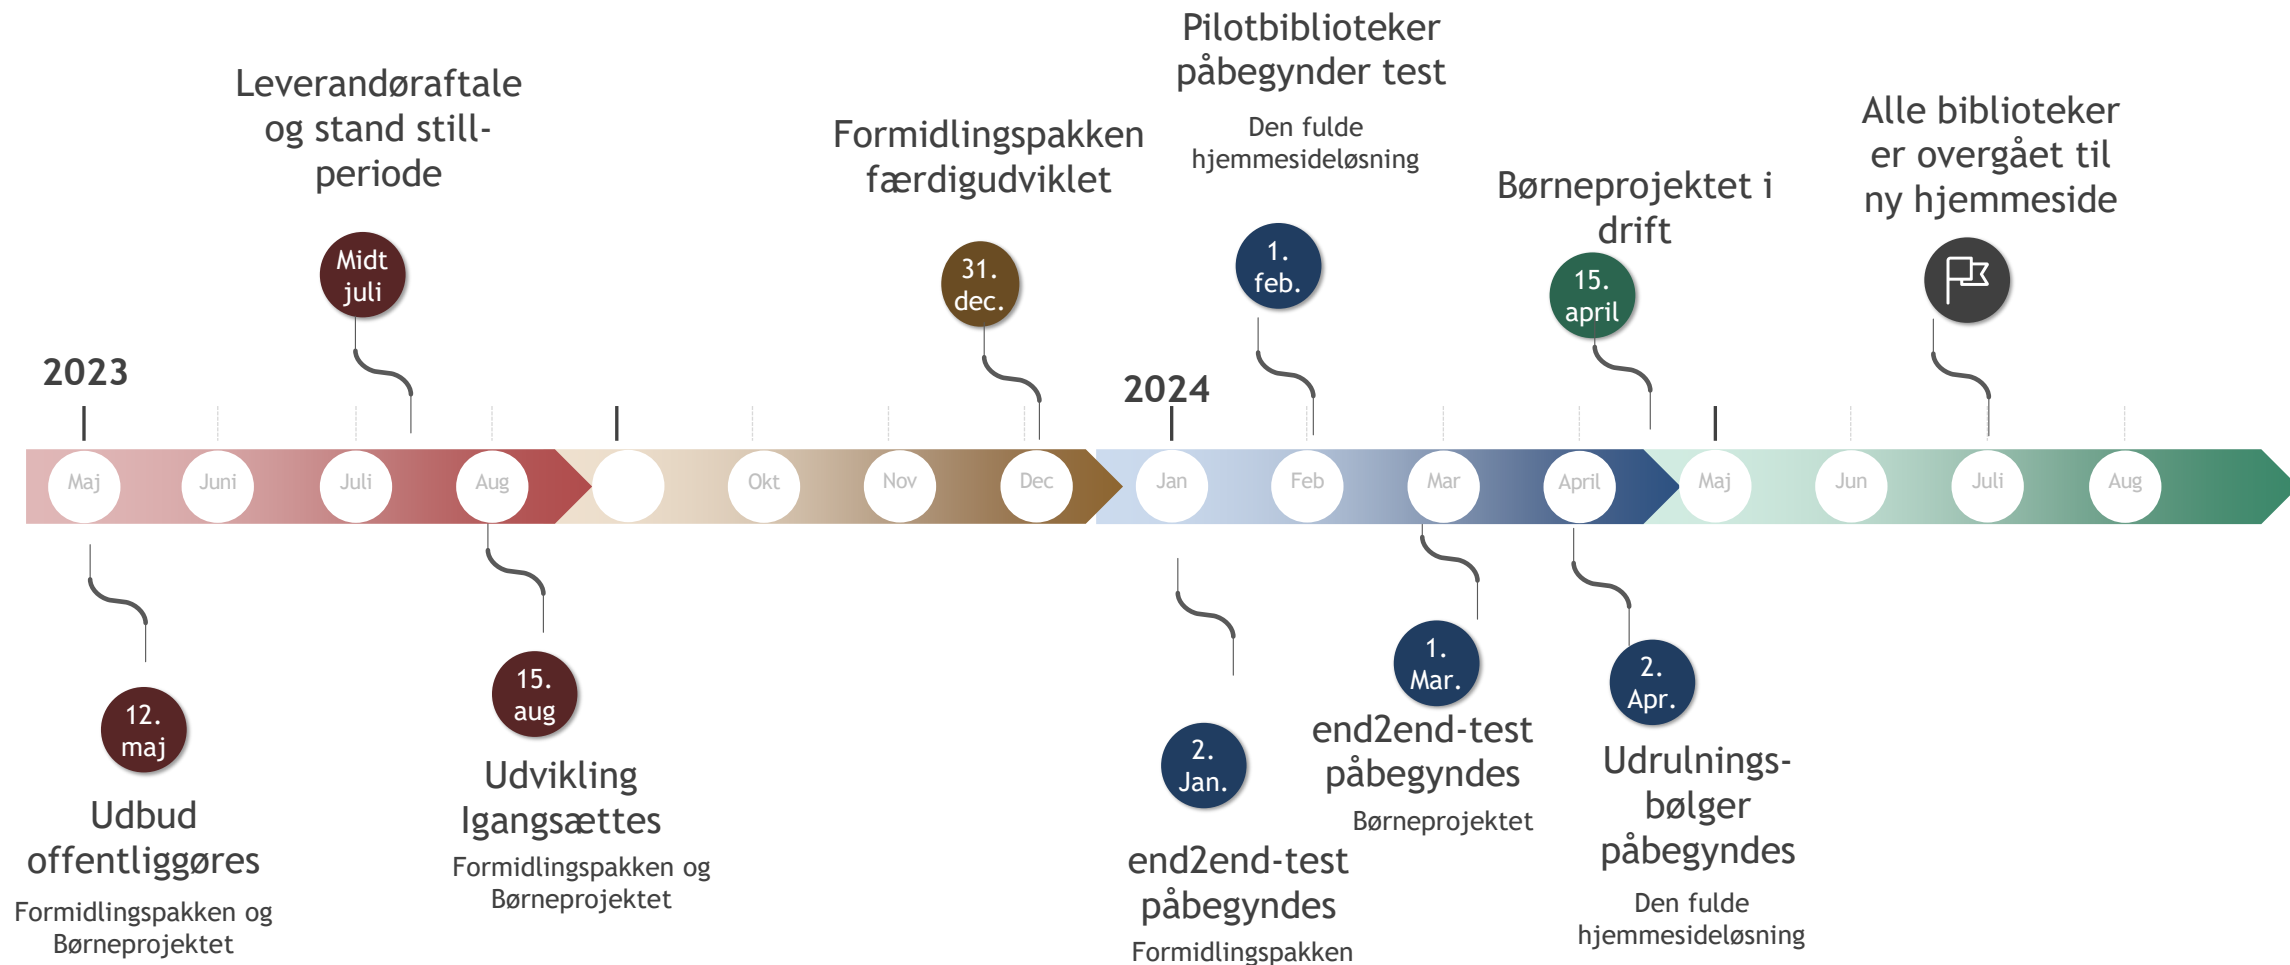 Leverandøraftale
og stand still-
periode
Midt
juli
Formidlingspakken
færdigudviklet
31.
dec.
Pilotbiblioteker
påbegynder test
Den fulde
hjemmesideløsning
1.
feb.
Børneprojektet i
drift
15.
april
Alle biblioteker
er overgået til
ny hjemmeside
2023
2024
Maj
Juni
Juli
Aug
Okt
Nov
Dec
Jan
Feb
Mar
April
Maj
Jun
Juli
Aug
12.
maj
Udbud
offentliggøres
Formidlingspakken og
Børneprojektet
15.
aug
Udvikling
Igangsættes
Formidlingspakken og
Børneprojektet
2.
Jan.
end2end-test
påbegyndes
Formidlingspakken
1.
Mar.
end2end-test
påbegyndes
Børneprojektet
2.
Apr.
Udrulnings-
bølger
påbegyndes
Den fulde
hjemmesideløsning